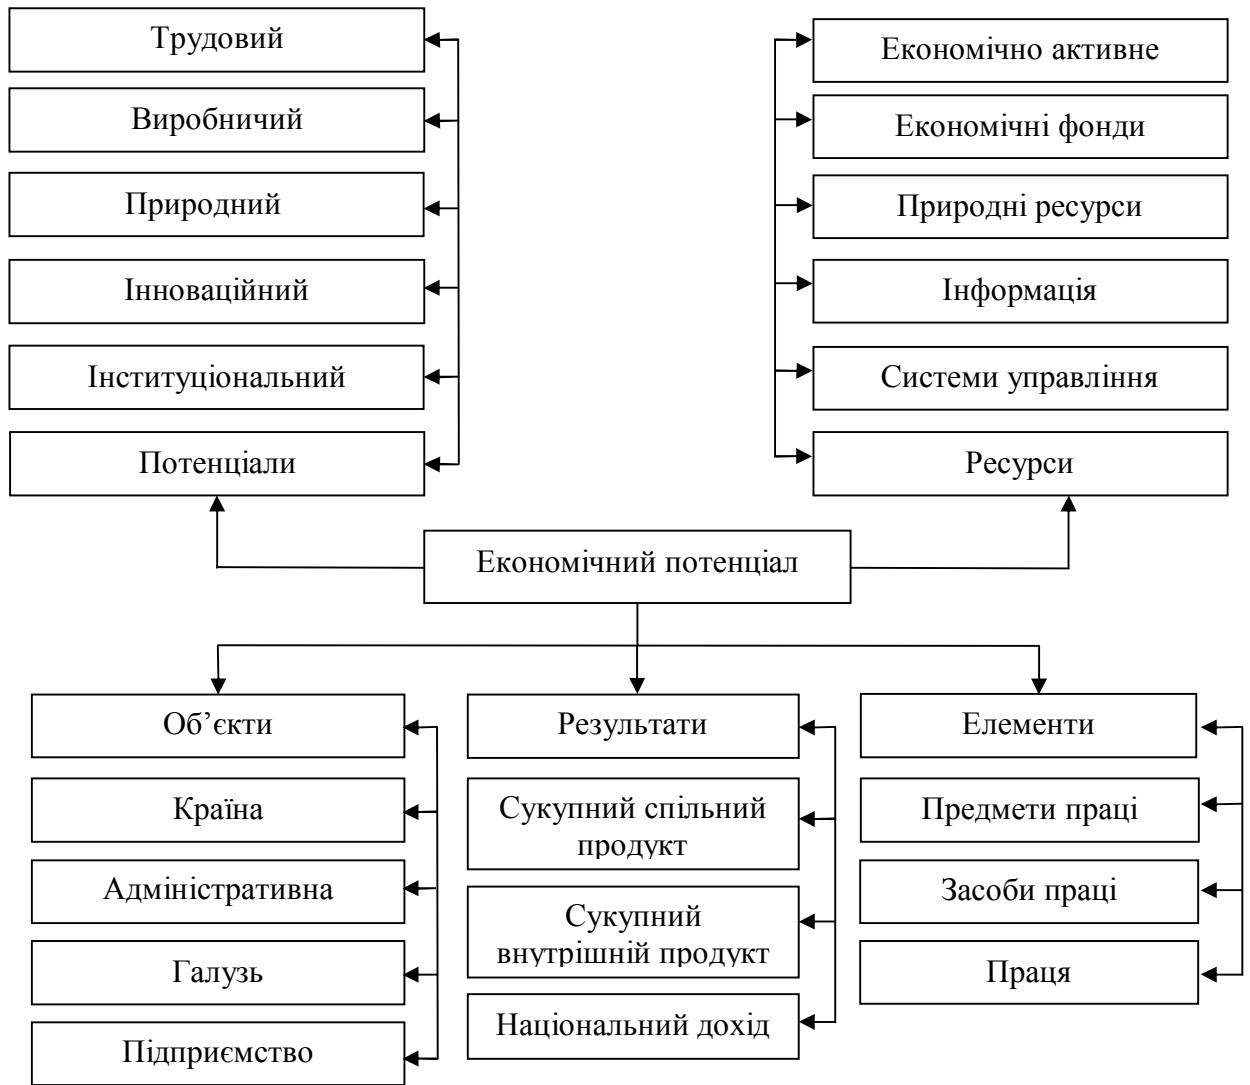 Трудовий
Виробничий
Природний
Інноваційний
Інституціональний
Потенціали
Економічно активне
Економічні фонди
Природні ресурси
Інформація
Системи управління
Ресурси
Економічний потенціал
Об’єкти
Країна
Адміністративна
Галузь
Підприємство
Результати
Сукупний спільний
продукт
Сукупний
внутрішній продукт
Національний дохід
Елементи
Предмети праці
Засоби праці
Праця